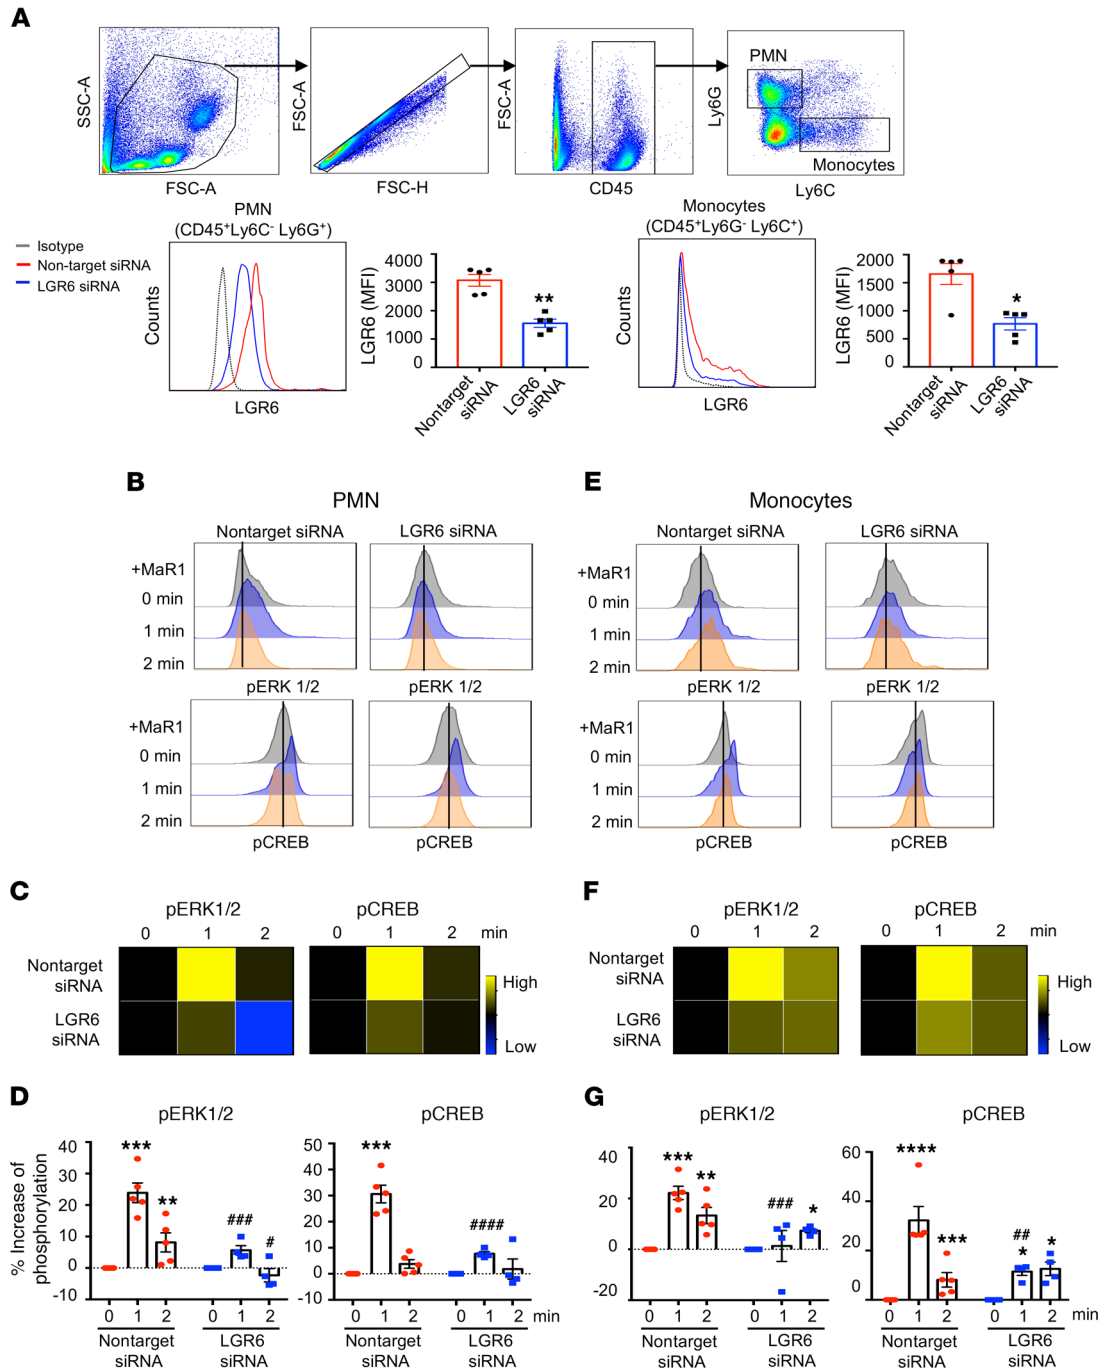 A
SSC-A
FSC-A
FSC-A
FSC-H
FSC-A
CD45
Ly6G
PMN
Monocytes
Ly6C
Isotype
Non-target siRNA
LGR6 siRNA
PMN
(CD45+Ly6C- Ly6G+)
Counts
LGR6
LGR6 (MFI)
4000
3000
2000
1000
0
**
Nontarget siRNA
LGR6 siRNA
Monocytes
(CD45+Ly6G- Ly6C+)
Counts
LGR6
LGR6 (MFI)
2000
1500
1000
500
0
*
Nontarget siRNA
LGR6 siRNA
B
PMN
Nontarget siRNA
LGR6 siRNA
+MaR1
0 min
1 min
2 min
pERK 1/2
pERK 1/2
+MaR1
0 min
1 min
2 min
pCREB
pCREB
E
Monocytes
Nontarget siRNA
LGR6 siRNA
+MaR1
0 min
1 min
2 min
pERK 1/2
pERK 1/2
+MaR1
0 min
1 min
2 min
pCREB
pCREB
C
pERK1/2
pCREB
0 1 2 0 1 2 min
Nontarget
siRNA
LGR6
siRNA
High
Low
F
pERK1/2
pCREB
0 1 2 0 1 2 min
Nontarget
siRNA
LGR6
siRNA
High
Low
D
pERK1/2
% Increase of
phosphorylation
40
30
20
10
0
-10
***
**
###
#
0 1 2 0 1 2
Nontarget
siRNA
LGR6
siRNA
pCREB
50
40
30
20
10
0
-10
***
####
0 1 2 0 1 2 min
Nontarget
siRNA
LGR6
siRNA
G
pERK1/2
40
20
0
-20
***
**
###
*
0 1 2 0 1 2
Nontarget
siRNA
LGR6
siRNA
pCREB
60
40
20
0
****
***
##
*
*
0 1 2 0 1 2 min
Nontarget
siRNA
LGR6
siRNA